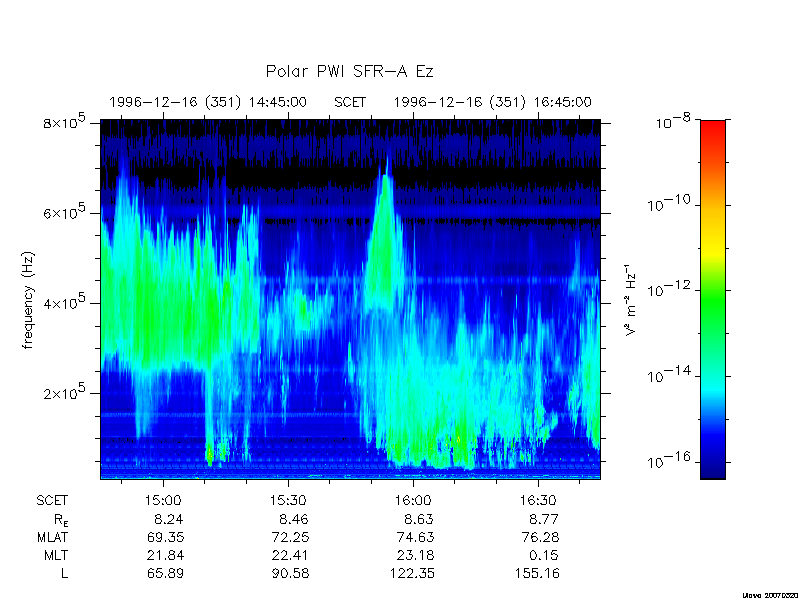 Polar PWI SFR-A Ez
1996-12-16 (351) 14:45:00 SCET 1996-12-16 (351) 16:45:00
8×10⁵
6×10⁵
4×10⁵
2×10⁵
frequency (Hz)
10⁻⁸
10⁻¹⁰
10⁻¹²
10⁻¹⁴
10⁻¹⁶
V² m⁻² Hz⁻¹
SCET 15:00 15:30 16:00 16:30
R_E 8.24 8.46 8.63 8.77
MLAT 69.35 72.25 74.63 76.28
MLT 21.84 22.41 23.18 0.15
L 65.89 90.58 122.35 155.16